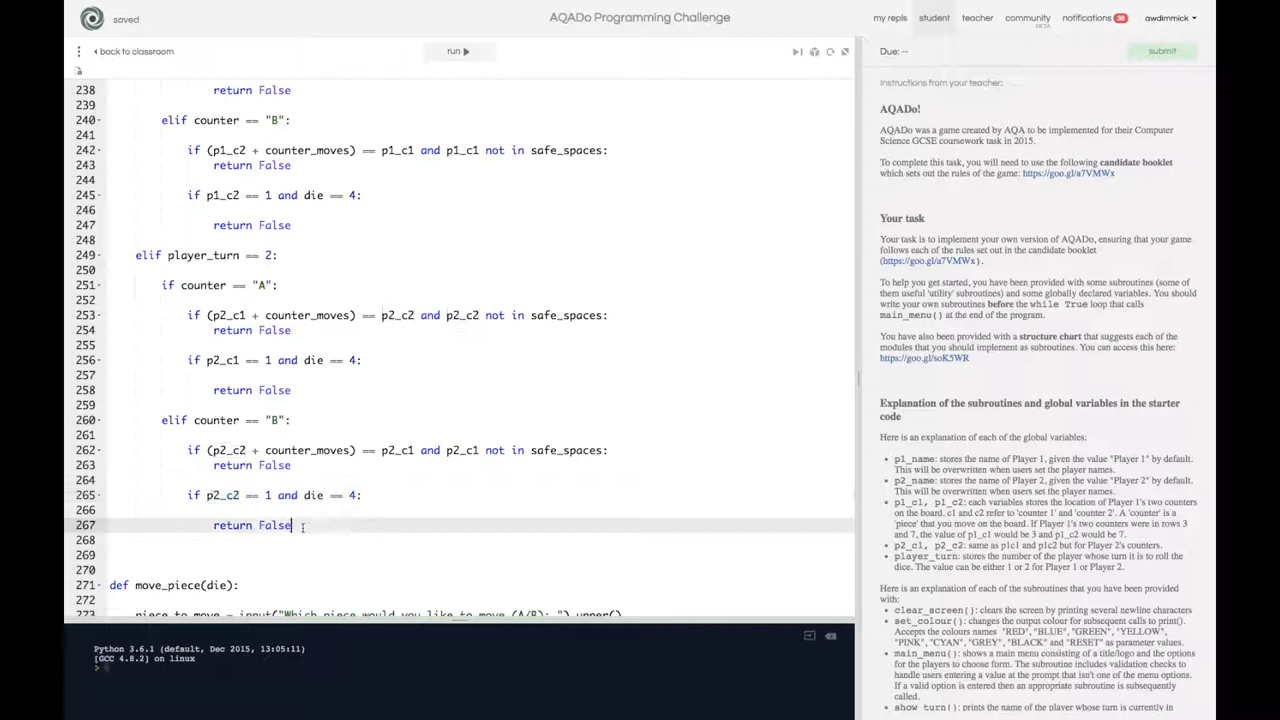 saved
AQADo Programming Challenge
my repls student teacher community BETA notifications 36 awdimmick
back to classroom
run
Due: --
submit
238 return False
239
240 elif counter == "B":
241
242 if (p1_c2 + counter_moves) == p1_c1 and p1_c1 not in safe_spaces:
243 return False
244
245 if p1_c2 == 1 and die == 4:
246
247 return False
248
249 elif player_turn == 2:
250
251 if counter == "A":
252
253 if (p2_c1 + counter_moves) == p2_c2 and p2_c2 not in safe_spaces:
254 return False
255
256 if p2_c1 == 1 and die == 4:
257
258 return False
259
260 elif counter == "B":
261
262 if (p2_c2 + counter_moves) == p2_c1 and p2_c1 not in safe_spaces:
263 return False
264
265 if p2_c2 == 1 and die == 4:
266
267 return False
268
269
270
271 def move_piece(die):
272
273 piece_to_move = input("Which piece would you like to move (A/B): ").upper()
Python 3.6.1 (default, Dec 2015, 13:05:11)
[GCC 4.8.2] on linux
>
Instructions from your teacher:
AQADo!
AQADo was a game created by AQA to be implemented for their Computer
Science GCSE coursework task in 2015.
To complete this task, you will need to use the following candidate booklet
which sets out the rules of the game: https://goo.gl/a7VMWx
Your task
Your task is to implement your own version of AQADo, ensuring that your game
follows each of the rules set out in the candidate booklet
(https://goo.gl/a7VMWx).
To help you get started, you have been provided with some subroutines (some of
them useful 'utility' subroutines) and some globally declared variables. You should
write your own subroutines before the while True loop that calls
main_menu() at the end of the program.
You have also been provided with a structure chart that suggests each of the
modules that you should implement as subroutines. You can access this here:
https://goo.gl/soK5WR
Explanation of the subroutines and global variables in the starter
code
Here is an explanation of each of the global variables:
p1_name: stores the name of Player 1, given the value "Player 1" by default.
This will be overwritten when users set the player names.
p2_name: stores the name of Player 2, given the value "Player 2" by default.
This will be overwritten when users set the player names.
p1_c1, p1_c2: each variables stores the location of Player 1's two counters
on the board. c1 and c2 refer to 'counter 1' and 'counter 2'. A 'counter' is a
'piece' that you move on the board. If Player 1's two counters were in rows 3
and 7, the value of p1_c1 would be 3 and p1_c2 would be 7.
p2_c1, p2_c2: same as p1c1 and p1c2 but for Player 2's counters.
player_turn: stores the number of the player whose turn it is to roll the
dice. The value can be either 1 or 2 for Player 1 or Player 2.
Here is an explanation of each of the subroutines that you have been provided
with:
clear_screen(): clears the screen by printing several newline characters
set_colour(): changes the output colour for subsequent calls to print().
Accepts the colours names "RED", "BLUE", "GREEN", "YELLOW",
"PINK", "CYAN", "GREY", "BLACK and "RESET" as parameter values.
main_menu(): shows a main menu consisting of a title/logo and the options
for the players to choose form. The subroutine includes validation checks to
handle users entering a value at the prompt that isn't one of the menu options.
If a valid option is entered then an appropriate subroutine is subsequently
called.
show_turn(): prints the name of the player whose turn is currently in